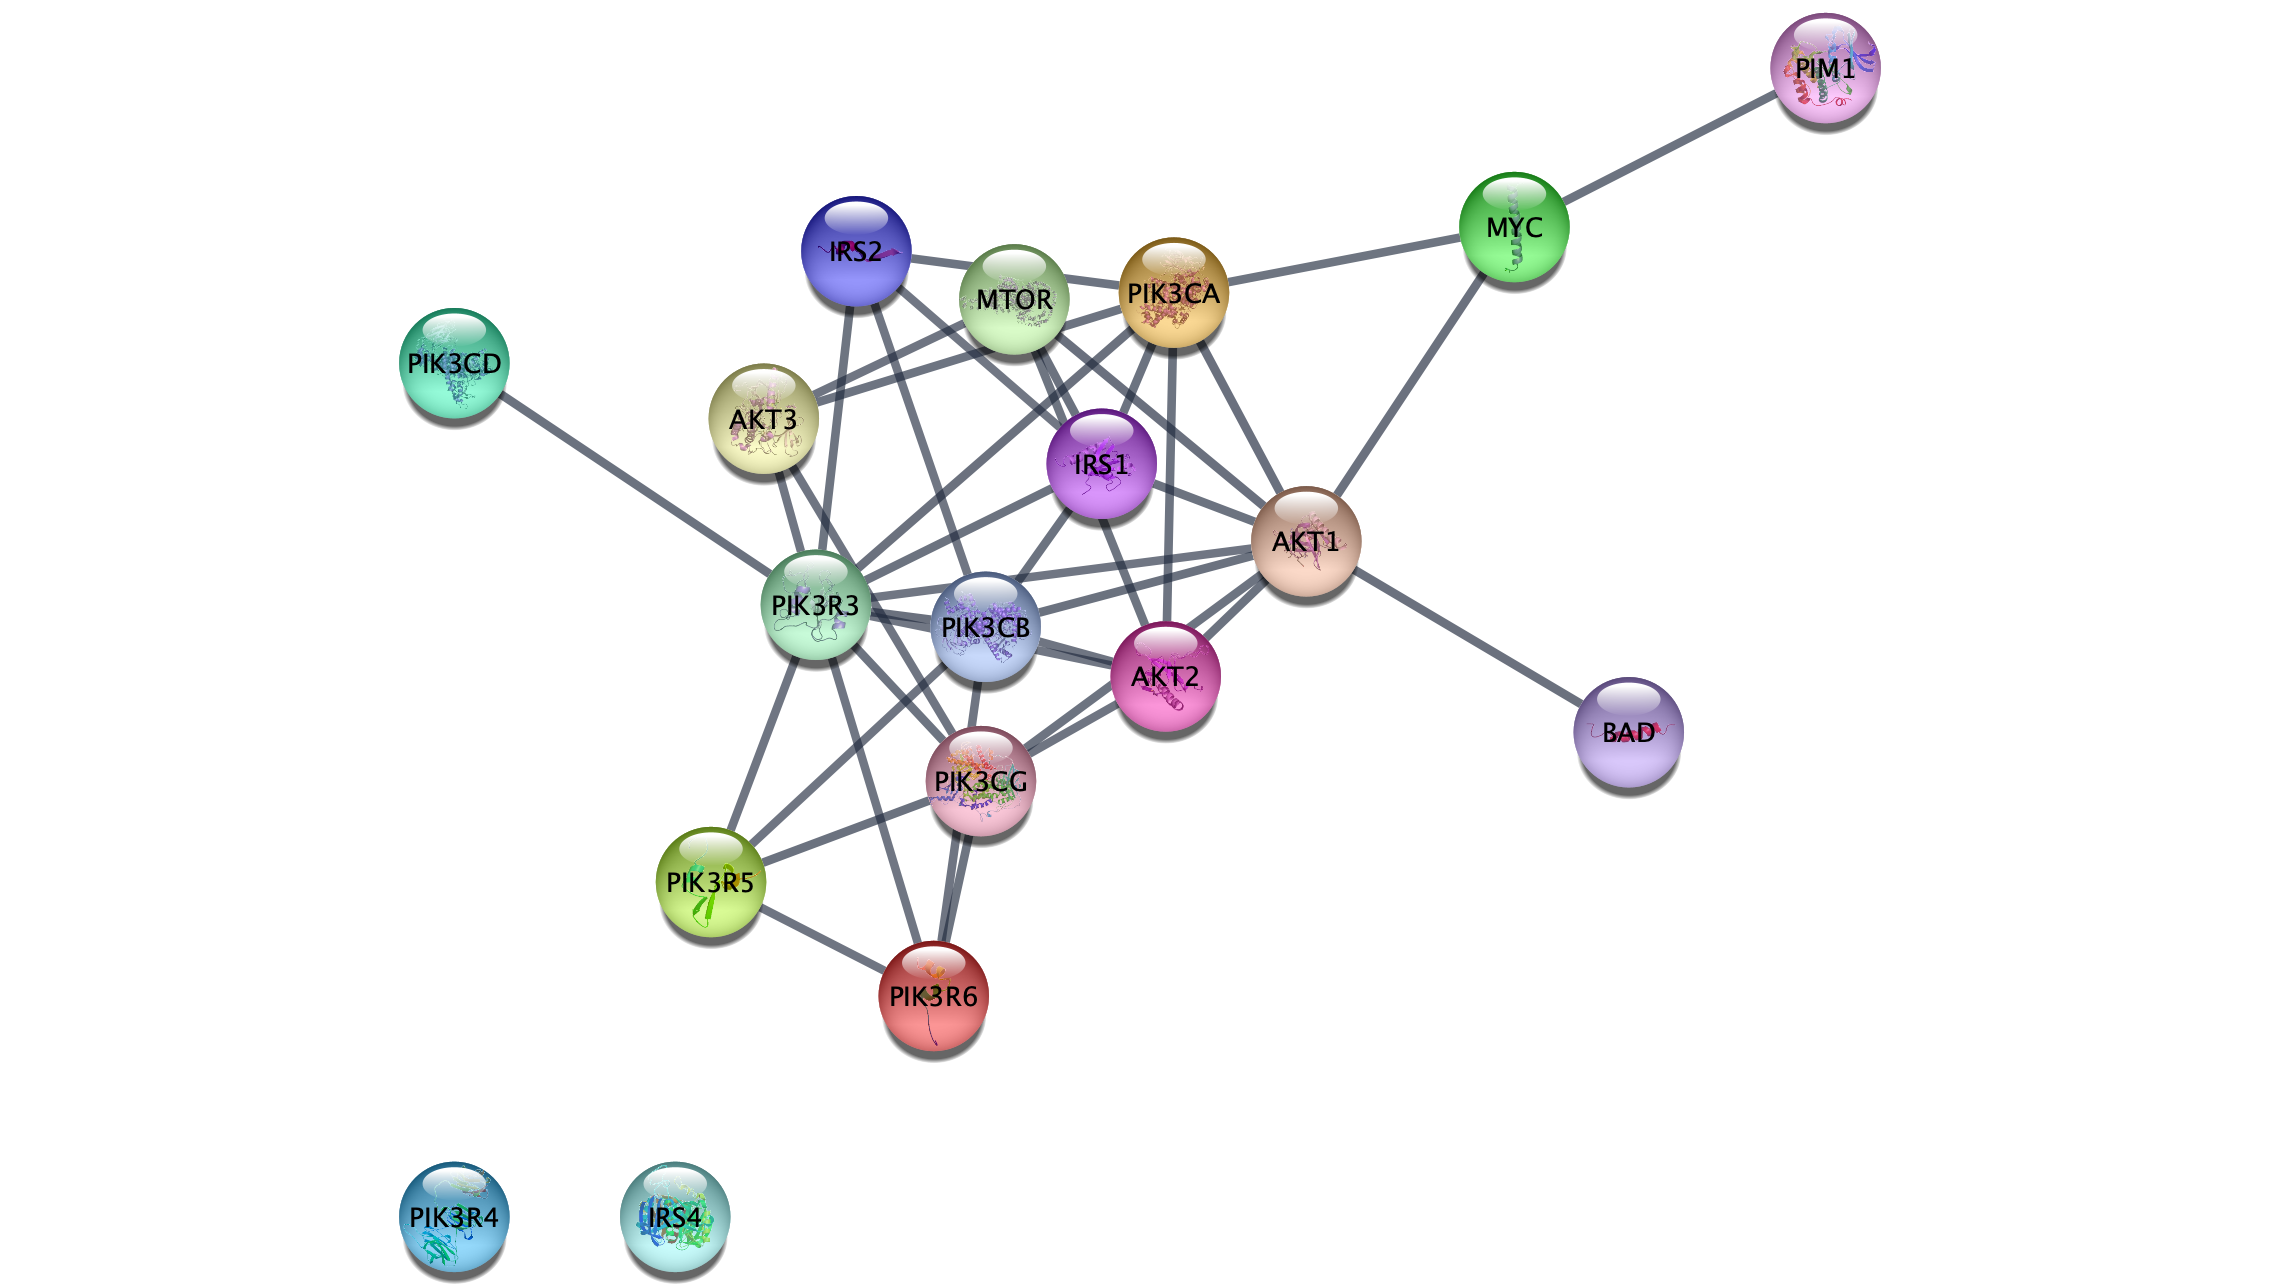 PIM1
MYC
IRS2
MTOR
PIK3CA
PIK3CD
AKT3
IRS1
AKT1
PIK3R3
PIK3CB
AKT2
BAD
PIK3CG
PIK3R5
PIK3R6
PIK3R4
IRS4